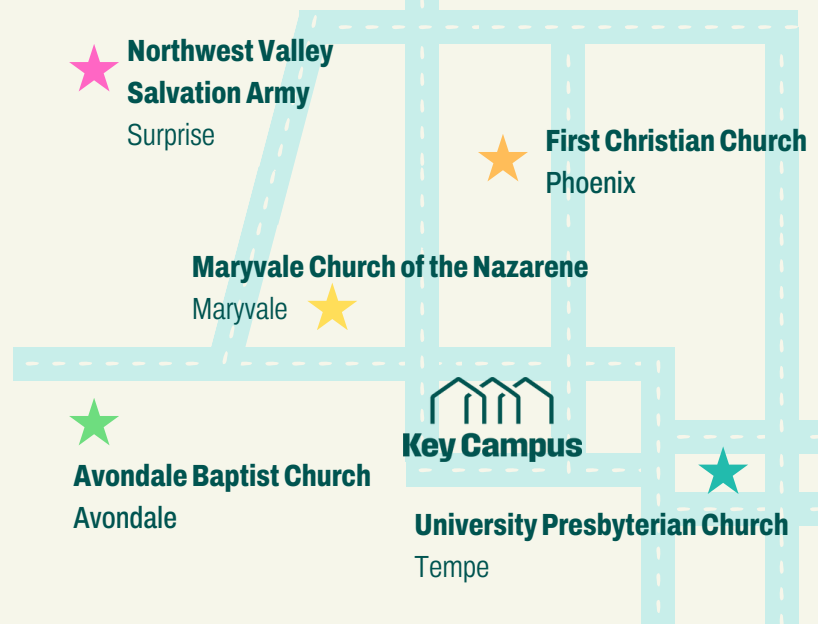 Northwest Valley
Salvation Army
Surprise
First Christian Church
Phoenix
Maryvale Church of the Nazarene
Maryvale
Key Campus
Avondale Baptist Church
Avondale
University Presbyterian Church
Tempe